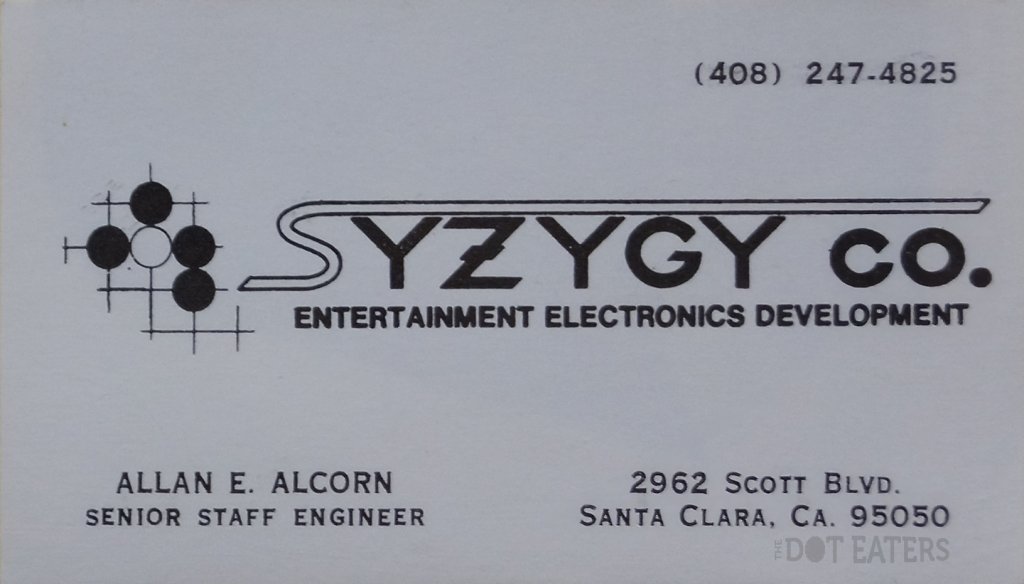 (408) 247-4825
SYZYGY CO.
ENTERTAINMENT ELECTRONICS DEVELOPMENT
ALLAN E. ALCORN
SENIOR STAFF ENGINEER
2962 SCOTT BLVD.
SANTA CLARA, CA. 95050
THE DOT EATERS